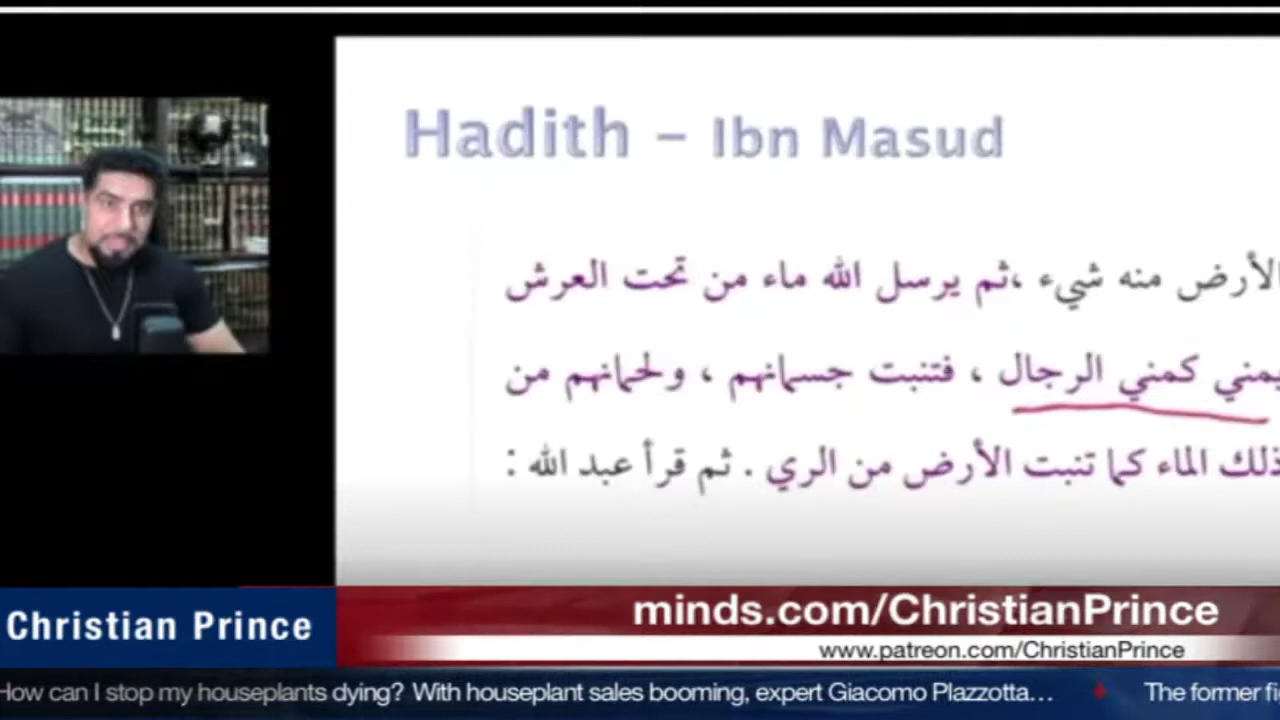 Hadith – Ibn Masud
الأرض منه شيء ،ثم يرسل الله ماء من تحت العرش
يمني كمني الرجال ، فتنبت جسمانهم ، ولحمانهم من
ذلك الماء كما تنبت الأرض من الري . ثم قرأ عبد الله :
Christian Prince
minds.com/ChristianPrince
www.patreon.com/ChristianPrince
How can I stop my houseplants dying? With houseplant sales booming, expert Giacomo Plazzotta… ♦ The former